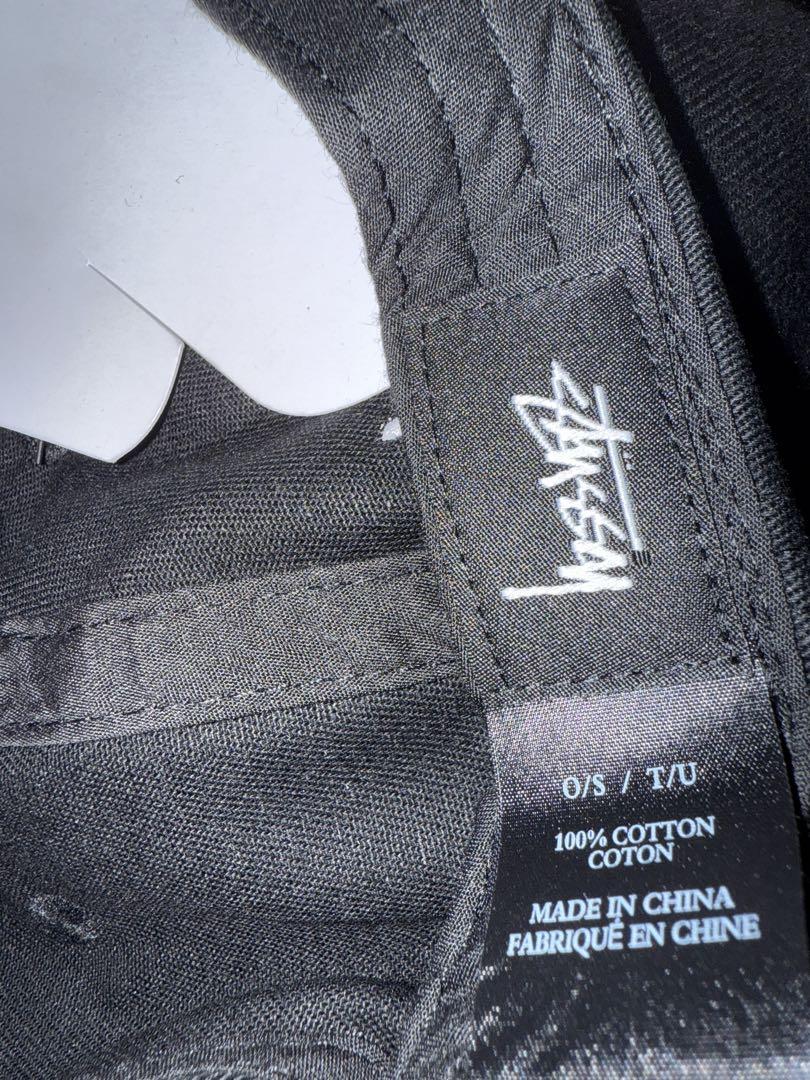 STÜSSY
O/S / T/U
100% COTTON
COTON
MADE IN CHINA
FABRIQUÉ EN CHINE